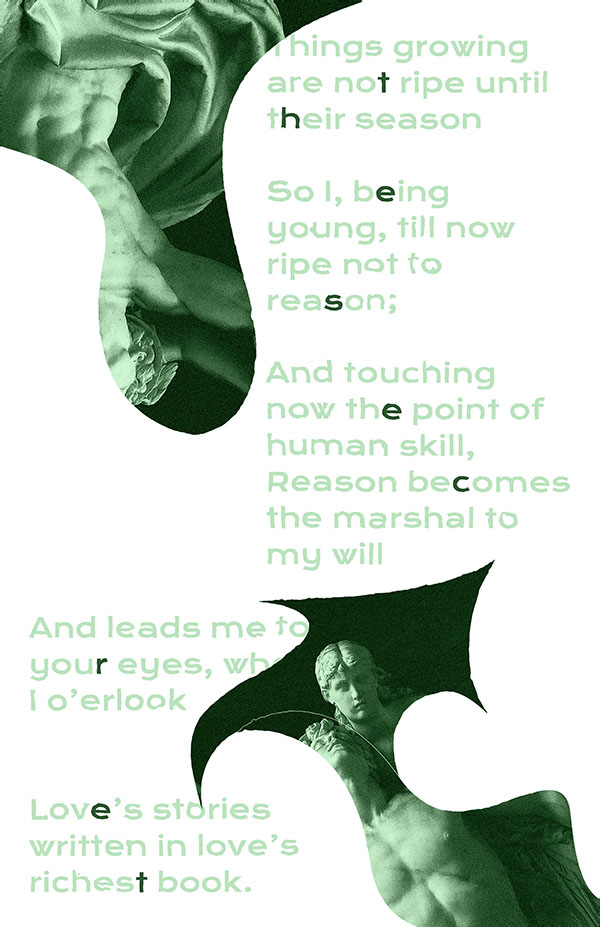 Things growing
are not ripe until
their season
So I, being
young, till now
ripe not to
reason;
And touching
now the point of
human skill,
Reason becomes
the marshal to
my will
And leads me to
your eyes,
I o'erlook
Love's stories
written in love's
richest book.